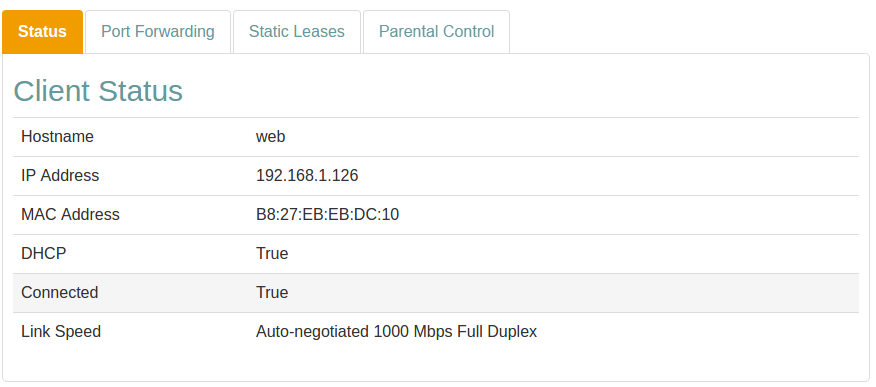 Status Port Forwarding Static Leases Parental Control
Client Status
Hostname web
IP Address 192.168.1.126
MAC Address B8:27:EB:EB:DC:10
DHCP True
Connected True
Link Speed Auto-negotiated 1000 Mbps Full Duplex